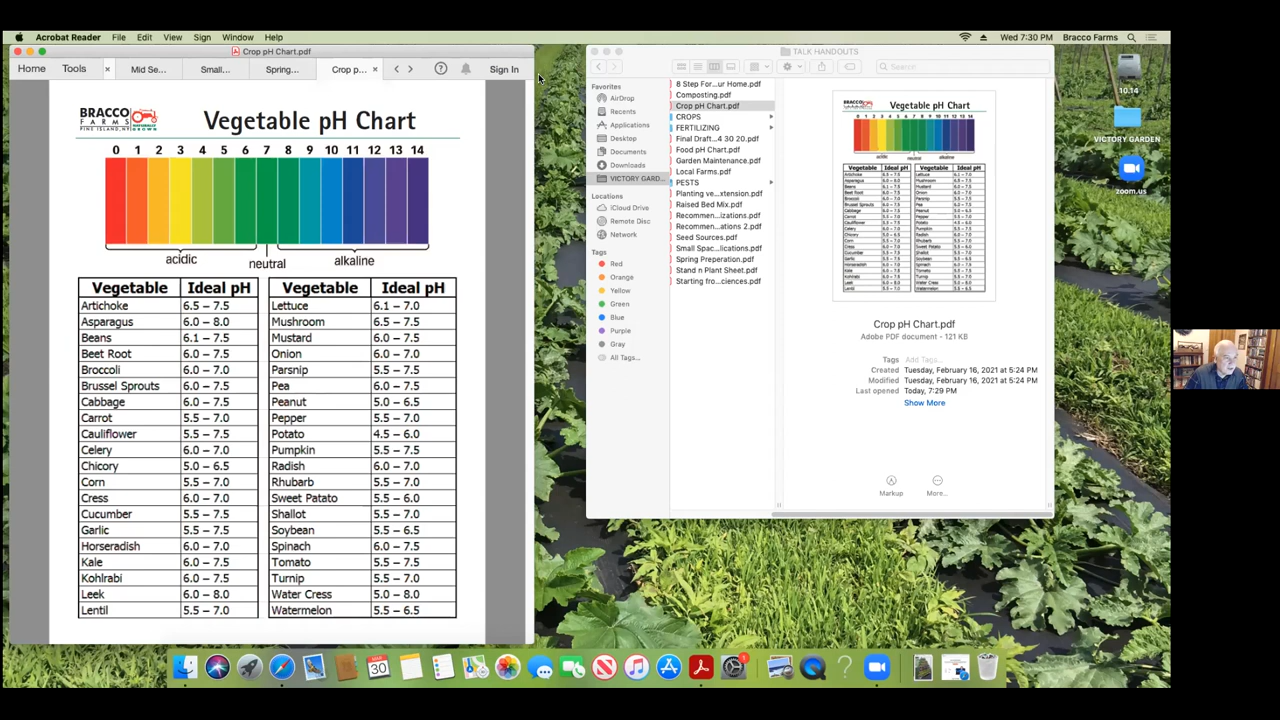 Acrobat Reader File Edit View Sign Window Help
Wed 7:30 PM Bracco Farms
Crop pH Chart.pdf
Home Tools Mid Se... Small... Spring... Crop p... Sign In
BRACCO
FARMS
PINE ISLAND, NY
NATURALLY
GROWN
Vegetable pH Chart
0 1 2 3 4 5 6 7 8 9 10 11 12 13 14
acidic neutral alkaline
Vegetable Ideal pH Vegetable Ideal pH
Artichoke 6.5 – 7.5 Lettuce 6.1 – 7.0
Asparagus 6.0 – 8.0 Mushroom 6.5 – 7.5
Beans 6.1 – 7.5 Mustard 6.0 – 7.5
Beet Root 6.0 – 7.5 Onion 6.0 – 7.0
Broccoli 6.0 – 7.0 Parsnip 5.5 – 7.5
Brussel Sprouts 6.0 – 7.5 Pea 6.0 – 7.5
Cabbage 6.0 – 7.5 Peanut 5.0 – 6.5
Carrot 5.5 – 7.0 Pepper 5.5 – 7.0
Cauliflower 5.5 – 7.5 Potato 4.5 – 6.0
Celery 6.0 – 7.0 Pumpkin 5.5 – 7.5
Chicory 5.0 – 6.5 Radish 6.0 – 7.0
Corn 5.5 – 7.0 Rhubarb 5.5 – 7.0
Cress 6.0 – 7.0 Sweet Patato 5.5 – 6.0
Cucumber 5.5 – 7.5 Shallot 5.5 – 7.0
Garlic 5.5 – 7.5 Soybean 5.5 – 6.5
Horseradish 6.0 – 7.0 Spinach 6.0 – 7.5
Kale 6.0 – 7.5 Tomato 5.5 – 7.5
Kohlrabi 6.0 – 7.5 Turnip 5.5 – 7.0
Leek 6.0 – 8.0 Water Cress 5.0 – 8.0
Lentil 5.5 – 7.0 Watermelon 5.5 – 6.5
TALK HANDOUTS
Search
Favorites
AirDrop
Recents
Applications
Desktop
Documents
Downloads
VICTORY GARD...
Locations
iCloud Drive
Remote Disc
Network
Tags
Red
Orange
Yellow
Green
Blue
Purple
Gray
All Tags...
8 Step For...ur Home.pdf
Composting.pdf
Crop pH Chart.pdf
CROPS
FERTILIZING
Final Draft...4 30 20.pdf
Food pH Chart.pdf
Garden Maintenance.pdf
Local Farms.pdf
PESTS
Planting ve...xtension.pdf
Raised Bed Mix.pdf
Recommen...izations.pdf
Recommen...ations 2.pdf
Seed Sources.pdf
Small Spac...lications.pdf
Spring Preperation.pdf
Stand n Plant Sheet.pdf
Starting fro...ciences.pdf
Vegetable pH Chart
Crop pH Chart.pdf
Adobe PDF document - 121 KB
Tags Add Tags...
Created Tuesday, February 16, 2021 at 5:24 PM
Modified Tuesday, February 16, 2021 at 5:24 PM
Last opened Today, 7:29 PM
Show More
Markup More...
10.14
VICTORY GARDEN
zoom.us
30